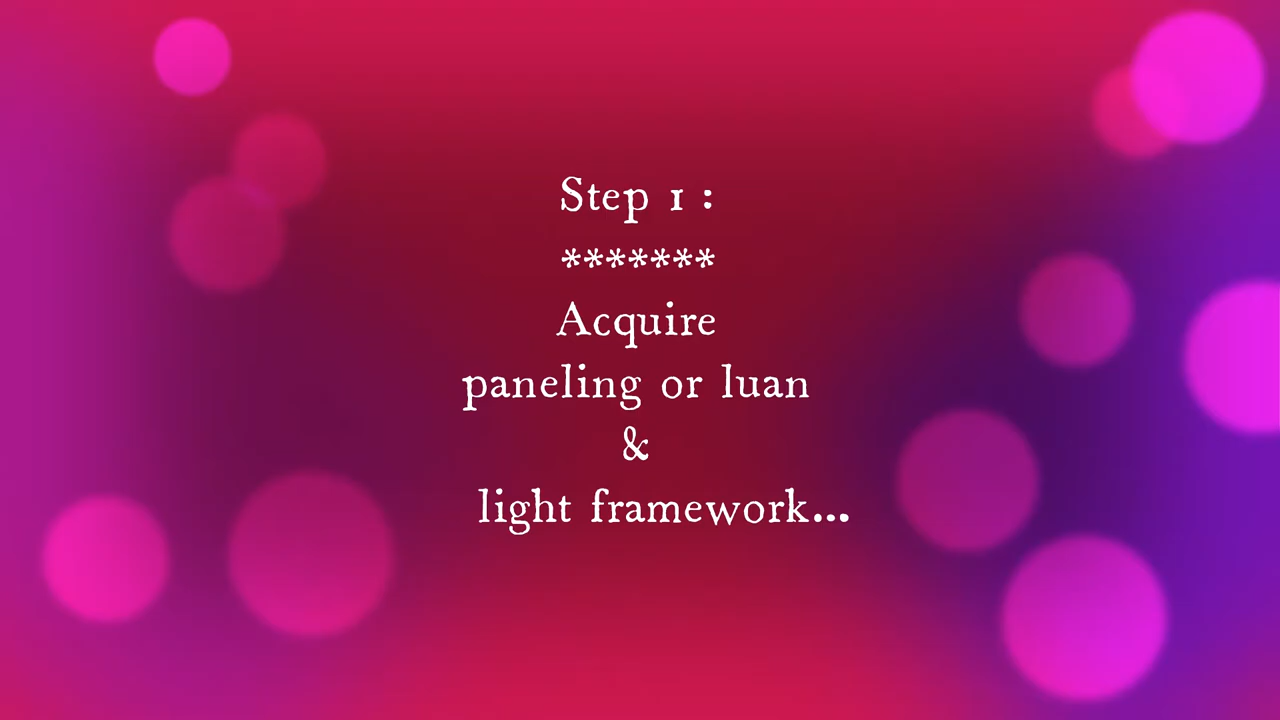 Step 1 :
*******
Acquire
paneling or luan
&
light framework...